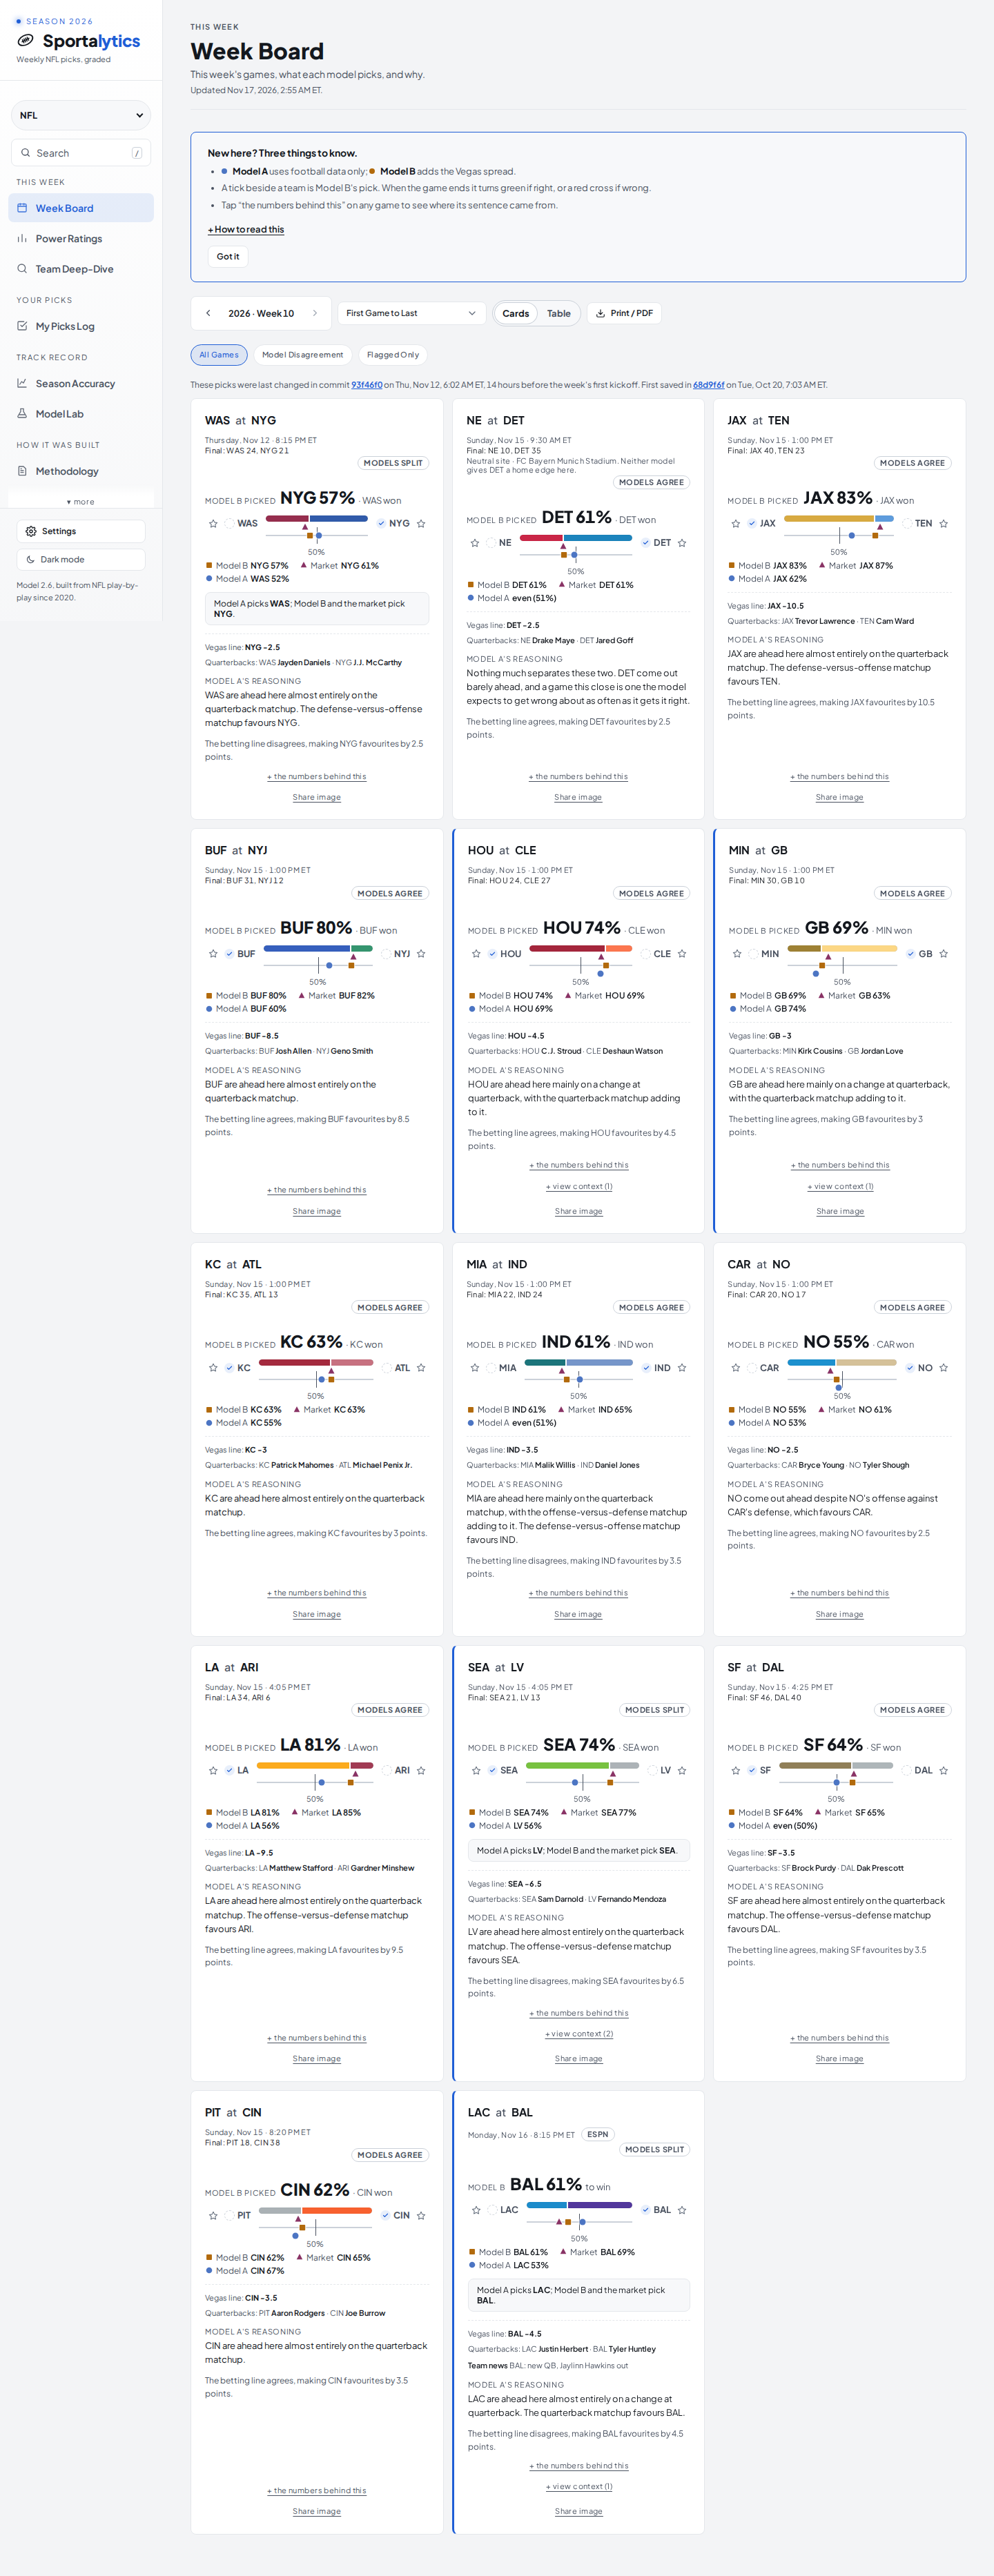 SEASON 2026
Sportalytics
Weekly NFL picks, graded
NFL
Search /
THIS WEEK
Week Board
Power Ratings
Team Deep-Dive
YOUR PICKS
My Picks Log
TRACK RECORD
Season Accuracy
Model Lab
HOW IT WAS BUILT
Methodology
▾ more
Settings
Dark mode
Model 2.6, built from NFL play-by-
play since 2020.
THIS WEEK
Week Board
This week's games, what each model picks, and why.
Updated Nov 17, 2026, 2:55 AM ET.
New here? Three things to know.
• Model A uses football data only; Model B adds the Vegas spread.
• A tick beside a team is Model B's pick. When the game ends it turns green if right, or a red cross if wrong.
• Tap “the numbers behind this” on any game to see where its sentence came from.
+ How to read this
Got it
2026 · Week 10
First Game to Last
Cards Table
Print / PDF
All Games Model Disagreement Flagged Only
These picks were last changed in commit 93f46f0 on Thu, Nov 12, 6:02 AM ET, 14 hours before the week's first kickoff. First saved in 68d9f6f on Tue, Oct 20, 7:03 AM ET.
WAS at NYG
Thursday, Nov 12 · 8:15 PM ET
Final: WAS 24, NYG 21
MODELS SPLIT
MODEL B PICKED NYG 57% · WAS won
WAS NYG
50%
Model B NYG 57% Market NYG 61%
Model A WAS 52%
Model A picks WAS; Model B and the market pick
NYG.
Vegas line: NYG -2.5
Quarterbacks: WAS Jayden Daniels · NYG J.J. McCarthy
MODEL A'S REASONING
WAS are ahead here almost entirely on the
quarterback matchup. The defense-versus-offense
matchup favours NYG.
The betting line disagrees, making NYG favourites by 2.5
points.
+ the numbers behind this
Share image
NE at DET
Sunday, Nov 15 · 9:30 AM ET
Final: NE 10, DET 35
Neutral site · FC Bayern Munich Stadium. Neither model
gives DET a home edge here.
MODELS AGREE
MODEL B PICKED DET 61% · DET won
NE DET
50%
Model B DET 61% Market DET 61%
Model A even (51%)
Vegas line: DET -2.5
Quarterbacks: NE Drake Maye · DET Jared Goff
MODEL A'S REASONING
Nothing much separates these two. DET come out
barely ahead, and a game this close is one the model
expects to get wrong about as often as it gets it right.
The betting line agrees, making DET favourites by 2.5
points.
+ the numbers behind this
Share image
JAX at TEN
Sunday, Nov 15 · 1:00 PM ET
Final: JAX 40, TEN 23
MODELS AGREE
MODEL B PICKED JAX 83% · JAX won
JAX TEN
50%
Model B JAX 83% Market JAX 87%
Model A JAX 62%
Vegas line: JAX -10.5
Quarterbacks: JAX Trevor Lawrence · TEN Cam Ward
MODEL A'S REASONING
JAX are ahead here almost entirely on the quarterback
matchup. The defense-versus-offense matchup
favours TEN.
The betting line agrees, making JAX favourites by 10.5
points.
+ the numbers behind this
Share image
BUF at NYJ
Sunday, Nov 15 · 1:00 PM ET
Final: BUF 31, NYJ 12
MODELS AGREE
MODEL B PICKED BUF 80% · BUF won
BUF NYJ
50%
Model B BUF 80% Market BUF 82%
Model A BUF 60%
Vegas line: BUF -8.5
Quarterbacks: BUF Josh Allen · NYJ Geno Smith
MODEL A'S REASONING
BUF are ahead here almost entirely on the
quarterback matchup.
The betting line agrees, making BUF favourites by 8.5
points.
+ the numbers behind this
Share image
HOU at CLE
Sunday, Nov 15 · 1:00 PM ET
Final: HOU 24, CLE 27
MODELS AGREE
MODEL B PICKED HOU 74% · CLE won
HOU CLE
50%
Model B HOU 74% Market HOU 69%
Model A HOU 69%
Vegas line: HOU -4.5
Quarterbacks: HOU C.J. Stroud · CLE Deshaun Watson
MODEL A'S REASONING
HOU are ahead here mainly on a change at
quarterback, with the quarterback matchup adding
to it.
The betting line agrees, making HOU favourites by 4.5
points.
+ the numbers behind this
+ view context (1)
Share image
MIN at GB
Sunday, Nov 15 · 1:00 PM ET
Final: MIN 30, GB 10
MODELS AGREE
MODEL B PICKED GB 69% · MIN won
MIN GB
50%
Model B GB 69% Market GB 63%
Model A GB 74%
Vegas line: GB -3
Quarterbacks: MIN Kirk Cousins · GB Jordan Love
MODEL A'S REASONING
GB are ahead here mainly on a change at quarterback,
with the quarterback matchup adding to it.
The betting line agrees, making GB favourites by 3
points.
+ the numbers behind this
+ view context (1)
Share image
KC at ATL
Sunday, Nov 15 · 1:00 PM ET
Final: KC 35, ATL 13
MODELS AGREE
MODEL B PICKED KC 63% · KC won
KC ATL
50%
Model B KC 63% Market KC 63%
Model A KC 55%
Vegas line: KC -3
Quarterbacks: KC Patrick Mahomes · ATL Michael Penix Jr.
MODEL A'S REASONING
KC are ahead here almost entirely on the quarterback
matchup.
The betting line agrees, making KC favourites by 3 points.
+ the numbers behind this
Share image
MIA at IND
Sunday, Nov 15 · 1:00 PM ET
Final: MIA 22, IND 24
MODELS AGREE
MODEL B PICKED IND 61% · IND won
MIA IND
50%
Model B IND 61% Market IND 65%
Model A even (51%)
Vegas line: IND -3.5
Quarterbacks: MIA Malik Willis · IND Daniel Jones
MODEL A'S REASONING
MIA are ahead here mainly on the quarterback
matchup, with the offense-versus-defense matchup
adding to it. The defense-versus-offense matchup
favours IND.
The betting line disagrees, making IND favourites by 3.5
points.
+ the numbers behind this
Share image
CAR at NO
Sunday, Nov 15 · 1:00 PM ET
Final: CAR 20, NO 17
MODELS AGREE
MODEL B PICKED NO 55% · CAR won
CAR NO
50%
Model B NO 55% Market NO 61%
Model A NO 53%
Vegas line: NO -2.5
Quarterbacks: CAR Bryce Young · NO Tyler Shough
MODEL A'S REASONING
NO come out ahead despite NO's offense against
CAR's defense, which favours CAR.
The betting line agrees, making NO favourites by 2.5
points.
+ the numbers behind this
Share image
LA at ARI
Sunday, Nov 15 · 4:05 PM ET
Final: LA 34, ARI 6
MODELS AGREE
MODEL B PICKED LA 81% · LA won
LA ARI
50%
Model B LA 81% Market LA 85%
Model A LA 56%
Vegas line: LA -9.5
Quarterbacks: LA Matthew Stafford · ARI Gardner Minshew
MODEL A'S REASONING
LA are ahead here almost entirely on the quarterback
matchup. The offense-versus-defense matchup
favours ARI.
The betting line agrees, making LA favourites by 9.5
points.
+ the numbers behind this
Share image
SEA at LV
Sunday, Nov 15 · 4:05 PM ET
Final: SEA 21, LV 13
MODELS SPLIT
MODEL B PICKED SEA 74% · SEA won
SEA LV
50%
Model B SEA 74% Market SEA 77%
Model A LV 56%
Model A picks LV; Model B and the market pick SEA.
Vegas line: SEA -6.5
Quarterbacks: SEA Sam Darnold · LV Fernando Mendoza
MODEL A'S REASONING
LV are ahead here almost entirely on the quarterback
matchup. The offense-versus-defense matchup
favours SEA.
The betting line disagrees, making SEA favourites by 6.5
points.
+ the numbers behind this
+ view context (2)
Share image
SF at DAL
Sunday, Nov 15 · 4:25 PM ET
Final: SF 46, DAL 40
MODELS AGREE
MODEL B PICKED SF 64% · SF won
SF DAL
50%
Model B SF 64% Market SF 65%
Model A even (50%)
Vegas line: SF -3.5
Quarterbacks: SF Brock Purdy · DAL Dak Prescott
MODEL A'S REASONING
SF are ahead here almost entirely on the quarterback
matchup. The offense-versus-defense matchup
favours DAL.
The betting line agrees, making SF favourites by 3.5
points.
+ the numbers behind this
Share image
PIT at CIN
Sunday, Nov 15 · 8:20 PM ET
Final: PIT 18, CIN 38
MODELS AGREE
MODEL B PICKED CIN 62% · CIN won
PIT CIN
50%
Model B CIN 62% Market CIN 65%
Model A CIN 67%
Vegas line: CIN -3.5
Quarterbacks: PIT Aaron Rodgers · CIN Joe Burrow
MODEL A'S REASONING
CIN are ahead here almost entirely on the quarterback
matchup.
The betting line agrees, making CIN favourites by 3.5
points.
+ the numbers behind this
Share image
LAC at BAL
Monday, Nov 16 · 8:15 PM ET ESPN
MODELS SPLIT
MODEL B BAL 61% to win
LAC BAL
50%
Model B BAL 61% Market BAL 69%
Model A LAC 53%
Model A picks LAC; Model B and the market pick
BAL.
Vegas line: BAL -4.5
Quarterbacks: LAC Justin Herbert · BAL Tyler Huntley
Team news BAL: new QB, Jaylinn Hawkins out
MODEL A'S REASONING
LAC are ahead here almost entirely on a change at
quarterback. The quarterback matchup favours BAL.
The betting line disagrees, making BAL favourites by 4.5
points.
+ the numbers behind this
+ view context (1)
Share image